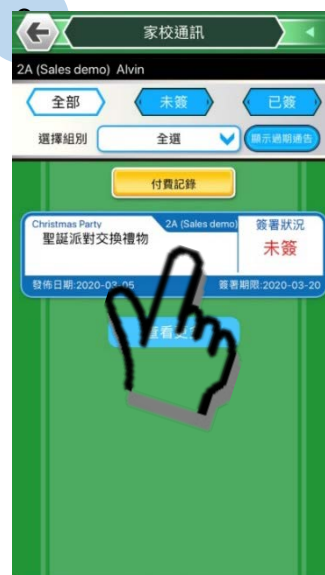 家校通訊
2A (Sales demo) Alvin
全部
未簽
已簽
選擇組別
全選
顯示過期通告
付費記錄
Christmas Party
2A (Sales demo)
簽署狀況
聖誕派對交換禮物
未簽
發佈日期:2020-03-05
簽署期限:2020-03-20
查看更